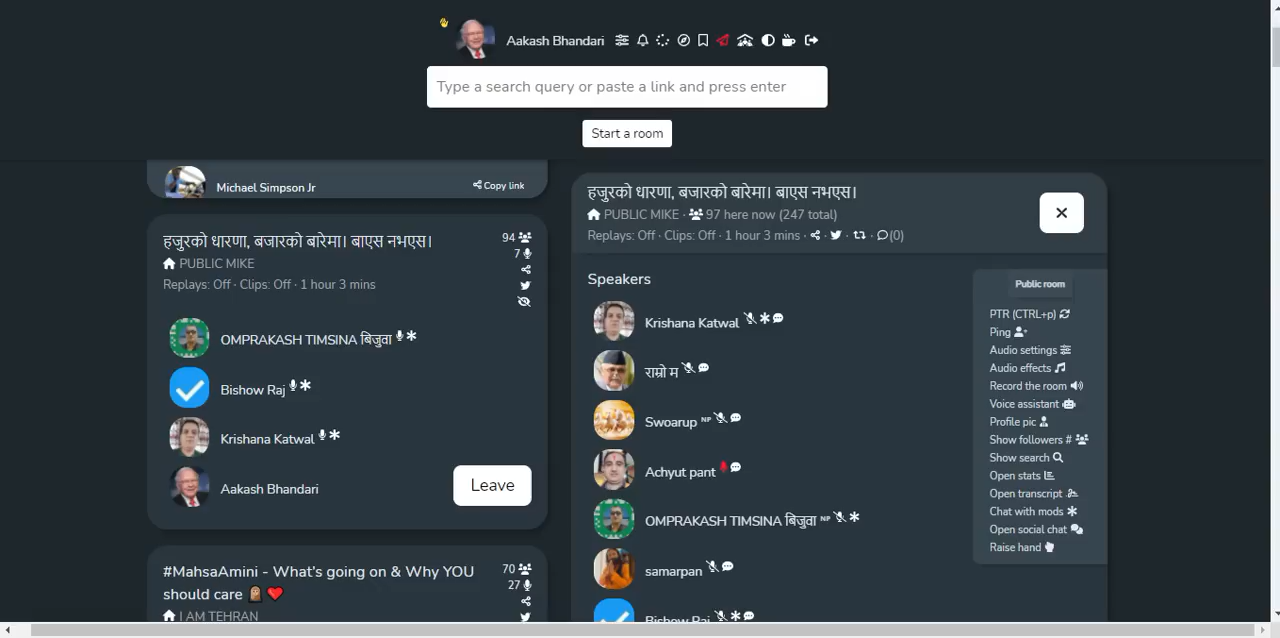 Aakash Bhandari
Type a search query or paste a link and press enter
Start a room
Michael Simpson Jr
Copy link
हजुरको धारणा, बजारको बारेमा। बाएस नभएस।
94
PUBLIC MIKE
7
Replays: Off · Clips: Off · 1 hour 3 mins
OMPRAKASH TIMSINA बिजुवा
Bishow Raj
Krishana Katwal
Aakash Bhandari
Leave
#MahsaAmini - What's going on & Why YOU
should care
70
27
I AM TEHRAN
हजुरको धारणा, बजारको बारेमा। बाएस नभएस।
PUBLIC MIKE · 97 here now (247 total)
Replays: Off · Clips: Off · 1 hour 3 mins · · · · (0)
Speakers
Krishana Katwal
राम्रो म
Swoarup NP
Achyut pant
OMPRAKASH TIMSINA बिजुवा NP
samarpan
Bishow Raj
Public room
PTR (CTRL+p)
Ping
Audio settings
Audio effects
Record the room
Voice assistant
Profile pic
Show followers #
Show search
Open stats
Open transcript
Chat with mods
Open social chat
Raise hand